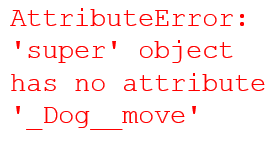 AttributeError:
'super' object
has no attribute
'_Dog__move'